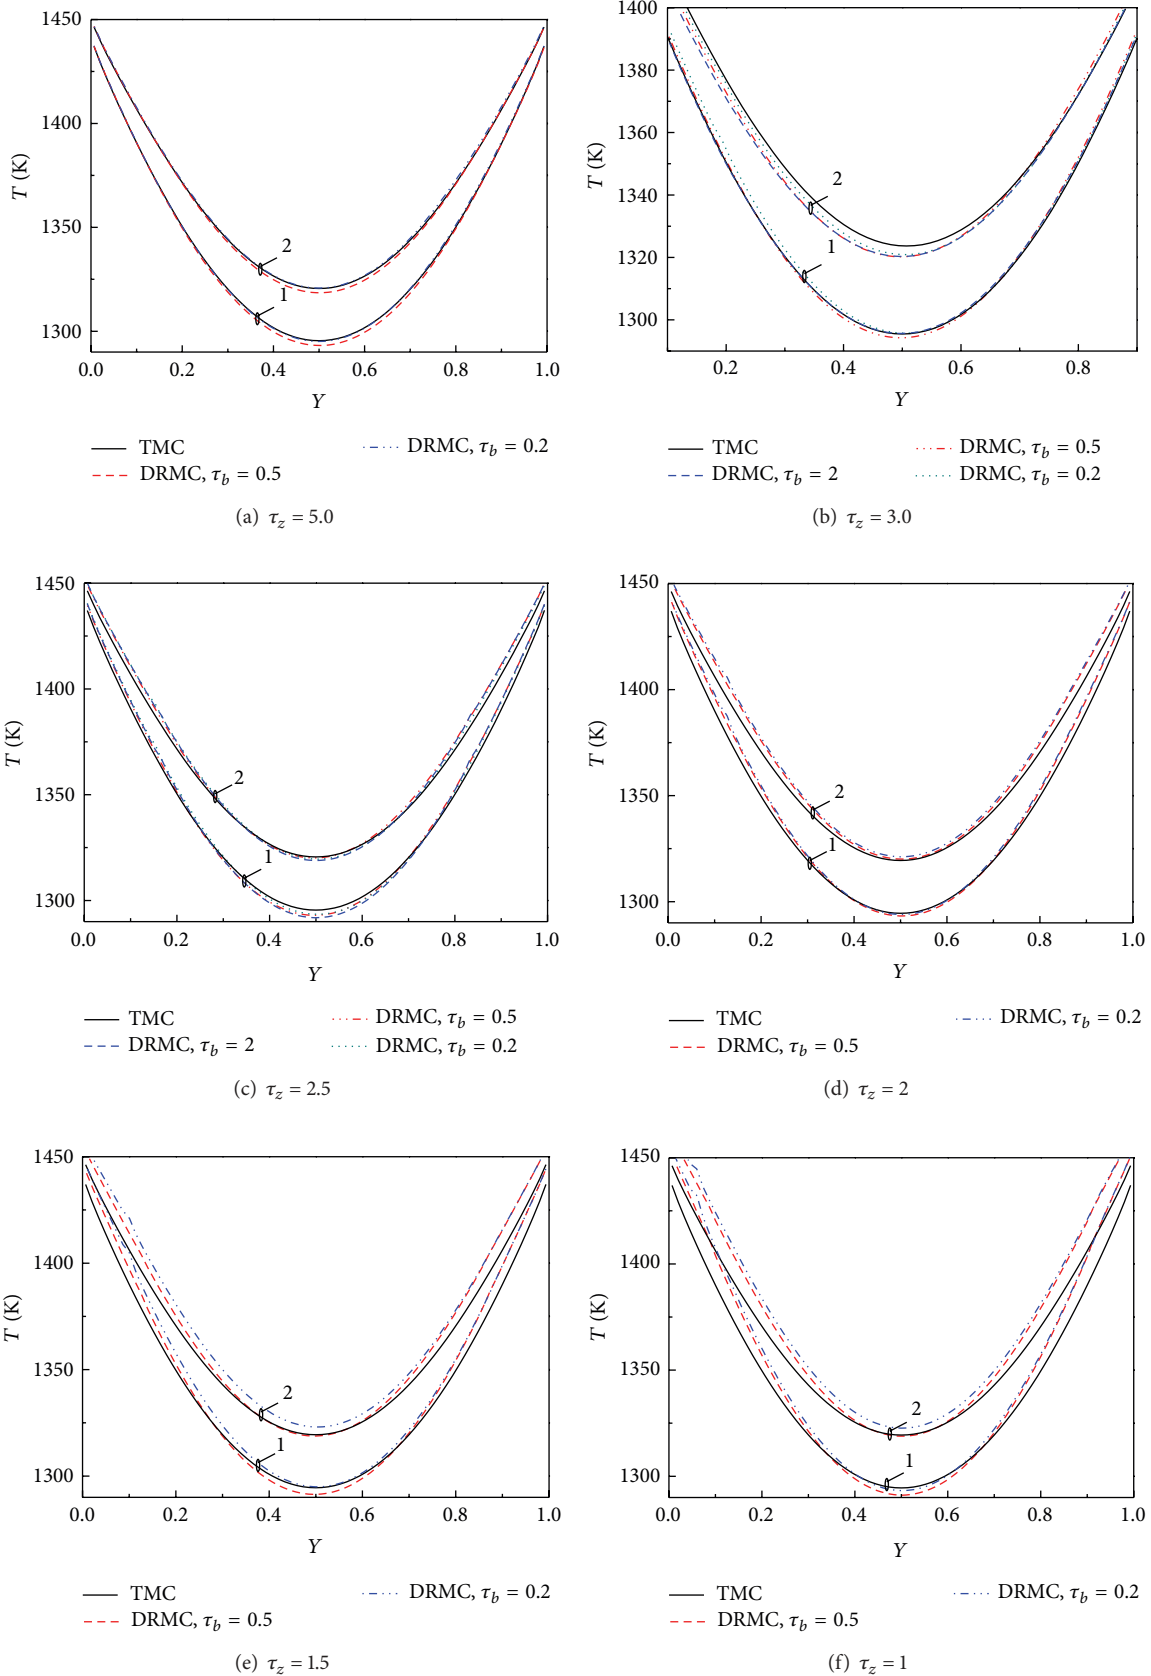 1450
1400
1350
1300
T (K)
2
1
0.0 0.2 0.4 0.6 0.8 1.0
Y
TMC
DRMC, τb = 0.2
DRMC, τb = 0.5
(a) τz = 5.0
1400
1380
1360
1340
1320
1300
T (K)
2
1
0.2 0.4 0.6 0.8
Y
TMC
DRMC, τb = 0.5
DRMC, τb = 2
DRMC, τb = 0.2
(b) τz = 3.0
1450
1400
1350
1300
T (K)
2
1
0.0 0.2 0.4 0.6 0.8 1.0
Y
TMC
DRMC, τb = 0.5
DRMC, τb = 2
DRMC, τb = 0.2
(c) τz = 2.5
1450
1400
1350
1300
T (K)
2
1
0.0 0.2 0.4 0.6 0.8 1.0
Y
TMC
DRMC, τb = 0.2
DRMC, τb = 0.5
(d) τz = 2
1450
1400
1350
1300
T (K)
2
1
0.0 0.2 0.4 0.6 0.8 1.0
Y
TMC
DRMC, τb = 0.2
DRMC, τb = 0.5
(e) τz = 1.5
1450
1400
1350
1300
T (K)
2
1
0.0 0.2 0.4 0.6 0.8 1.0
Y
TMC
DRMC, τb = 0.2
DRMC, τb = 0.5
(f) τz = 1